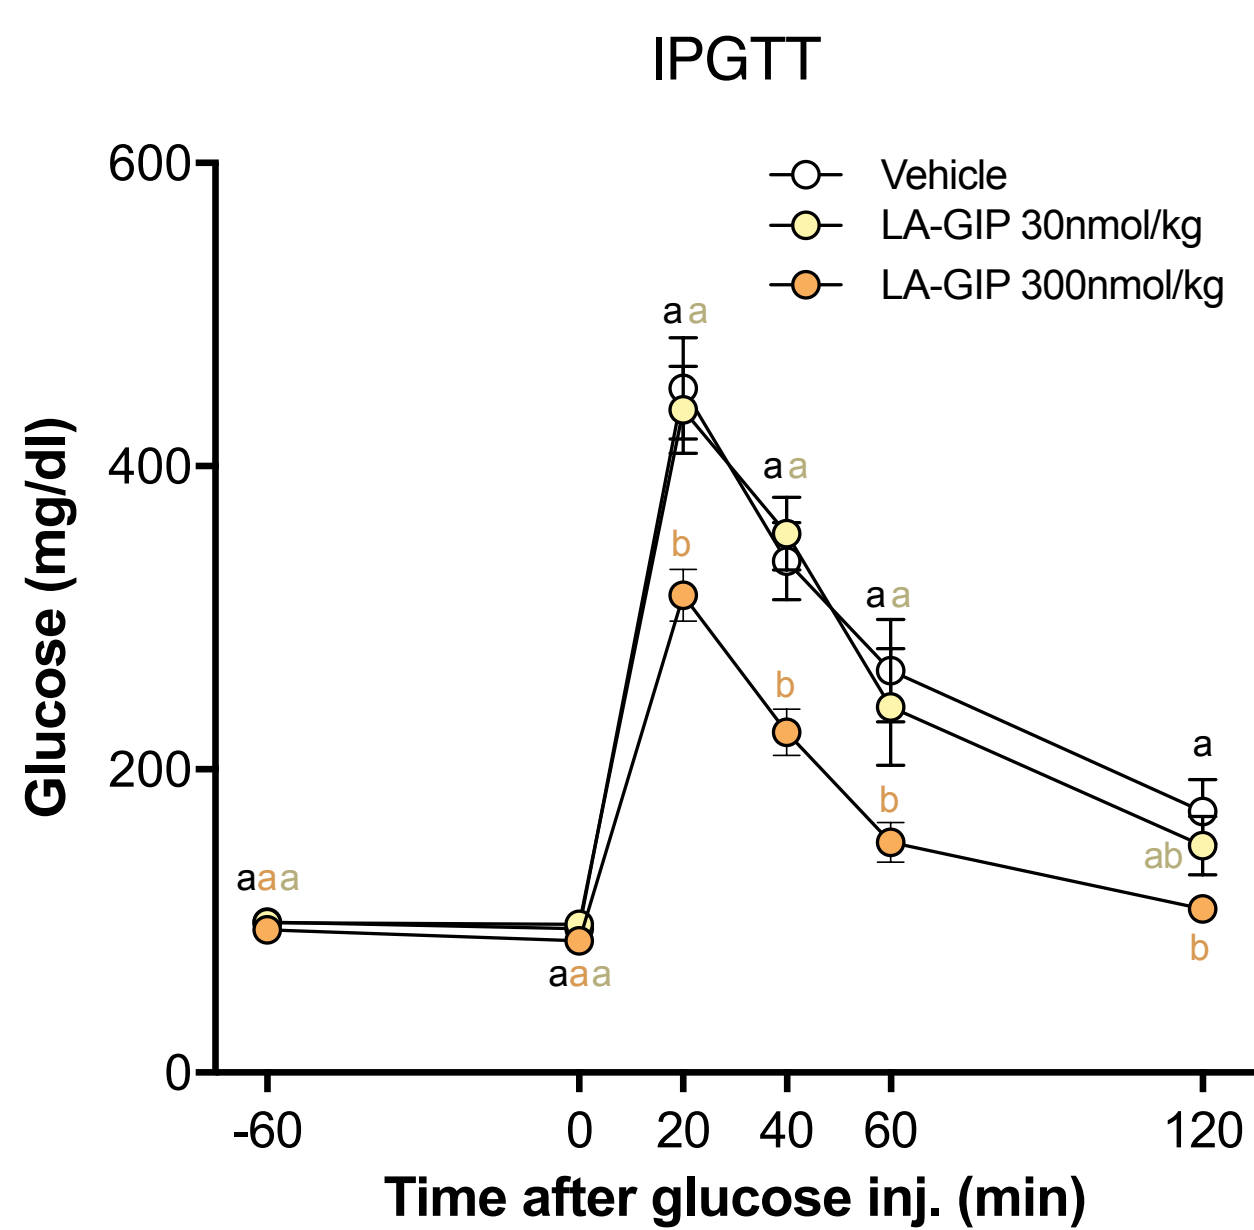 IPGTT
600
400
200
0
Glucose (mg/dl)
Vehicle
LA-GIP 30nmol/kg
LA-GIP 300nmol/kg
a a
a a
b
a a
b
a
b
ab
aaa
b
aaa
-60 0 20 40 60 120
Time after glucose inj. (min)